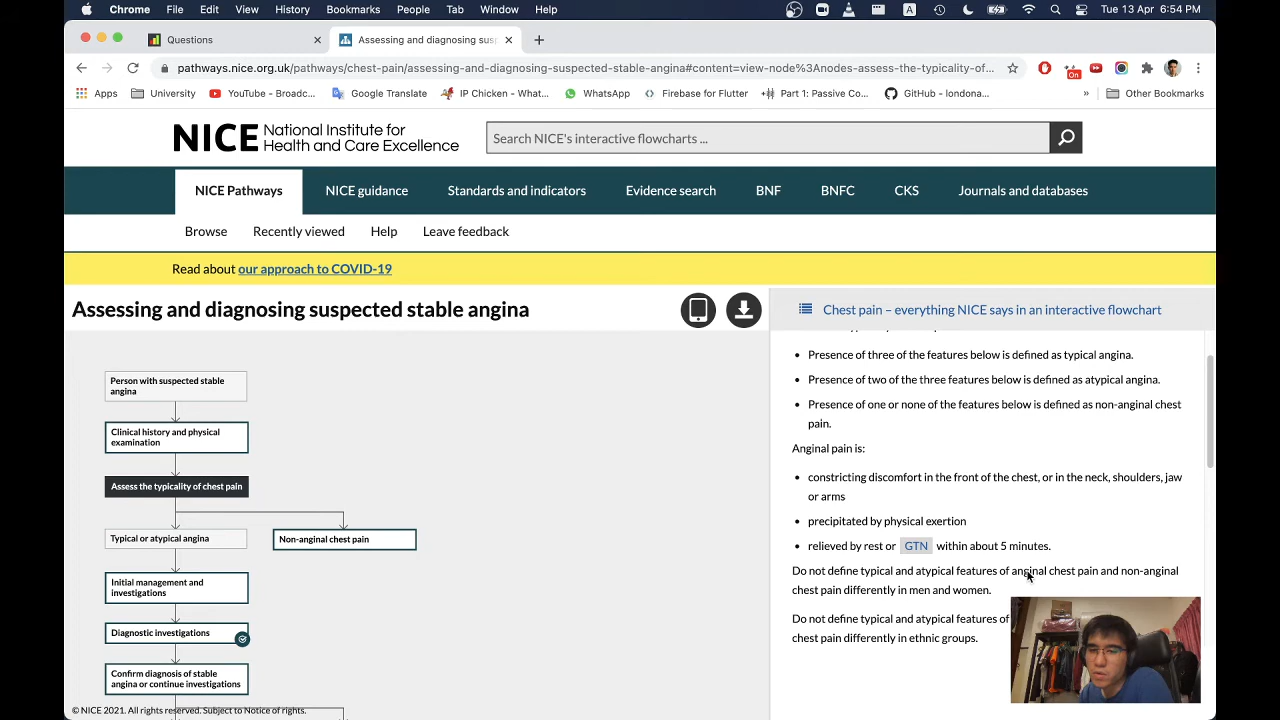 Chrome File Edit View History Bookmarks People Tab Window Help
A Tue 13 Apr 6:54 PM
Questions
Assessing and diagnosing susp
pathways.nice.org.uk/pathways/chest-pain/assessing-and-diagnosing-suspected-stable-angina#content=view-node%3Anodes-assess-the-typicality-of...
On
Apps University YouTube - Broadc... Google Translate IP Chicken - What... WhatsApp Firebase for Flutter Part 1: Passive Co... GitHub - londona... » Other Bookmarks
NICE National Institute for
Health and Care Excellence
Search NICE's interactive flowcharts ...
NICE Pathways NICE guidance Standards and indicators Evidence search BNF BNFC CKS Journals and databases
Browse Recently viewed Help Leave feedback
Read about our approach to COVID-19
Assessing and diagnosing suspected stable angina
Person with suspected stable
angina
Clinical history and physical
examination
Assess the typicality of chest pain
Typical or atypical angina
Non-anginal chest pain
Initial management and
investigations
Diagnostic investigations
Confirm diagnosis of stable
angina or continue investigations
© NICE 2021. All rights reserved. Subject to Notice of rights.
Chest pain – everything NICE says in an interactive flowchart
• Presence of three of the features below is defined as typical angina.
• Presence of two of the three features below is defined as atypical angina.
• Presence of one or none of the features below is defined as non-anginal chest
pain.
Anginal pain is:
• constricting discomfort in the front of the chest, or in the neck, shoulders, jaw
or arms
• precipitated by physical exertion
• relieved by rest or GTN within about 5 minutes.
Do not define typical and atypical features of anginal chest pain and non-anginal
chest pain differently in men and women.
Do not define typical and atypical features of
chest pain differently in ethnic groups.